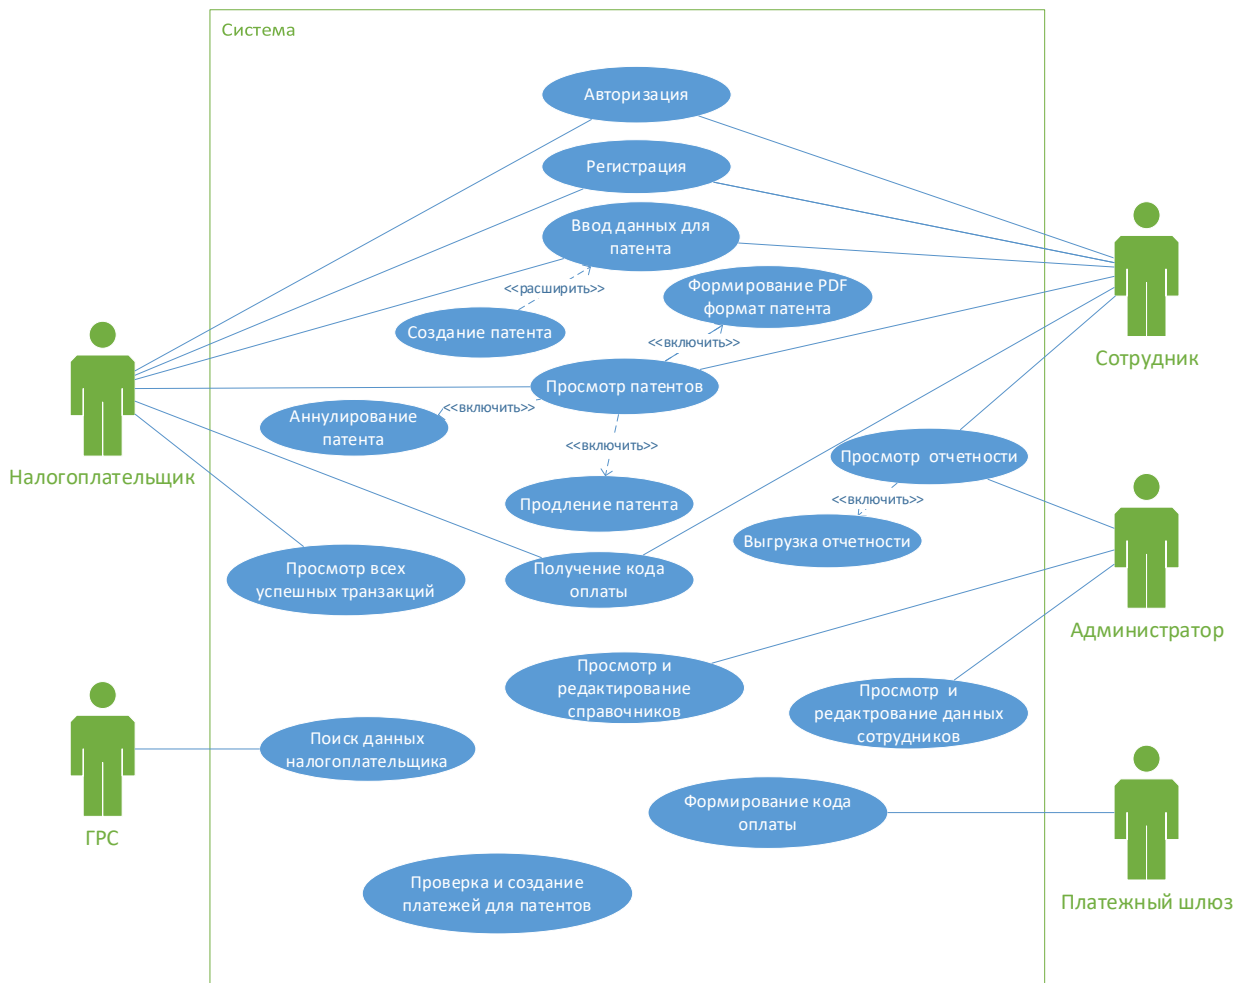 Система
Авторизация
Регистрация
Ввод данных для
патента
<<расширить>>
Формирование PDF
формат патента
Создание патента
<<включить>>
Сотрудник
Просмотр патентов
<<включить>>
Аннулирование
патента
<<включить>>
Налогоплательщик
Просмотр  отчетности
<<включить>>
Продление патента
Выгрузка отчетности
Просмотр всех
успешных транзакций
Получение кода
оплаты
Администратор
Просмотр и
редактирование
справочников
Просмотр  и
редактрование данных
сотрудников
Поиск данных
налогоплательщика
ГРС
Формирование кода
оплаты
Проверка и создание
платежей для патентов
Платежный шлюз